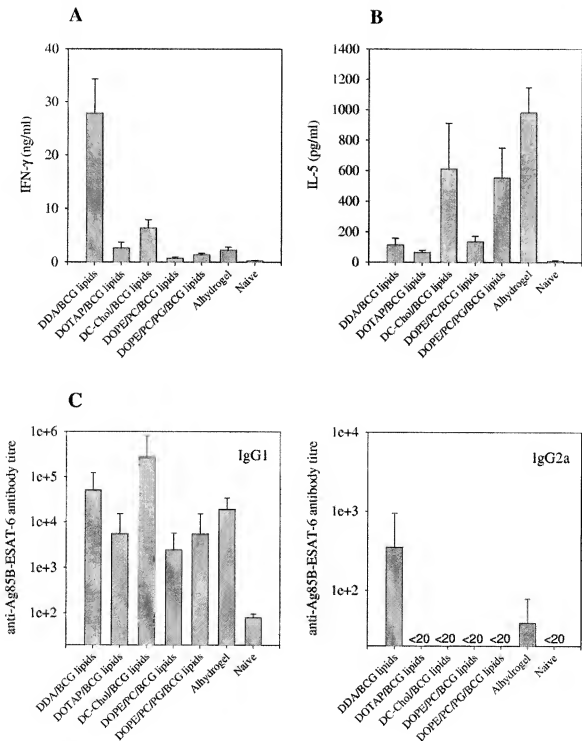 A
B
IFN-γ (ng/ml)
40
30
20
10
0
DDA/BCG lipids
DOTAP/BCG lipids
DC-Chol/BCG lipids
DOPE/PC/BCG lipids
DOPE/PC/PG/BCG lipids
Alhydrogel
Naive
IL-5 (pg/ml)
1400
1200
1000
800
600
400
200
0
DDA/BCG lipids
DOTAP/BCG lipids
DC-Chol/BCG lipids
DOPE/PC/BCG lipids
DOPE/PC/PG/BCG lipids
Alhydrogel
Naive
C
anti-Ag85B-ESAT-6 antibody titre
1e+6
1e+5
1e+4
1e+3
1e+2
IgG1
DDA/BCG lipids
DOTAP/BCG lipids
DC-Chol/BCG lipids
DOPE/PC/BCG lipids
DOPE/PC/PG/BCG lipids
Alhydrogel
Naive
anti-Ag85B-ESAT-6 antibody titre
1e+4
1e+3
1e+2
IgG2a
<20 <20 <20 <20 <20
DDA/BCG lipids
DOTAP/BCG lipids
DC-Chol/BCG lipids
DOPE/PC/BCG lipids
DOPE/PC/PG/BCG lipids
Alhydrogel
Naive